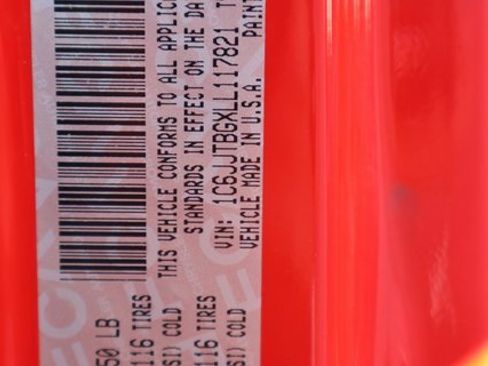 50 LB
116 TIRES
SI) COLD
116 TIRES
SI) COLD
THIS VEHICLE CONFORMS TO ALL APPLIC
STANDARDS IN EFFECT ON THE DA
VIN: 1C6JJTBGXLL117821 T
VEHICLE MADE IN U.S.A. PAINT